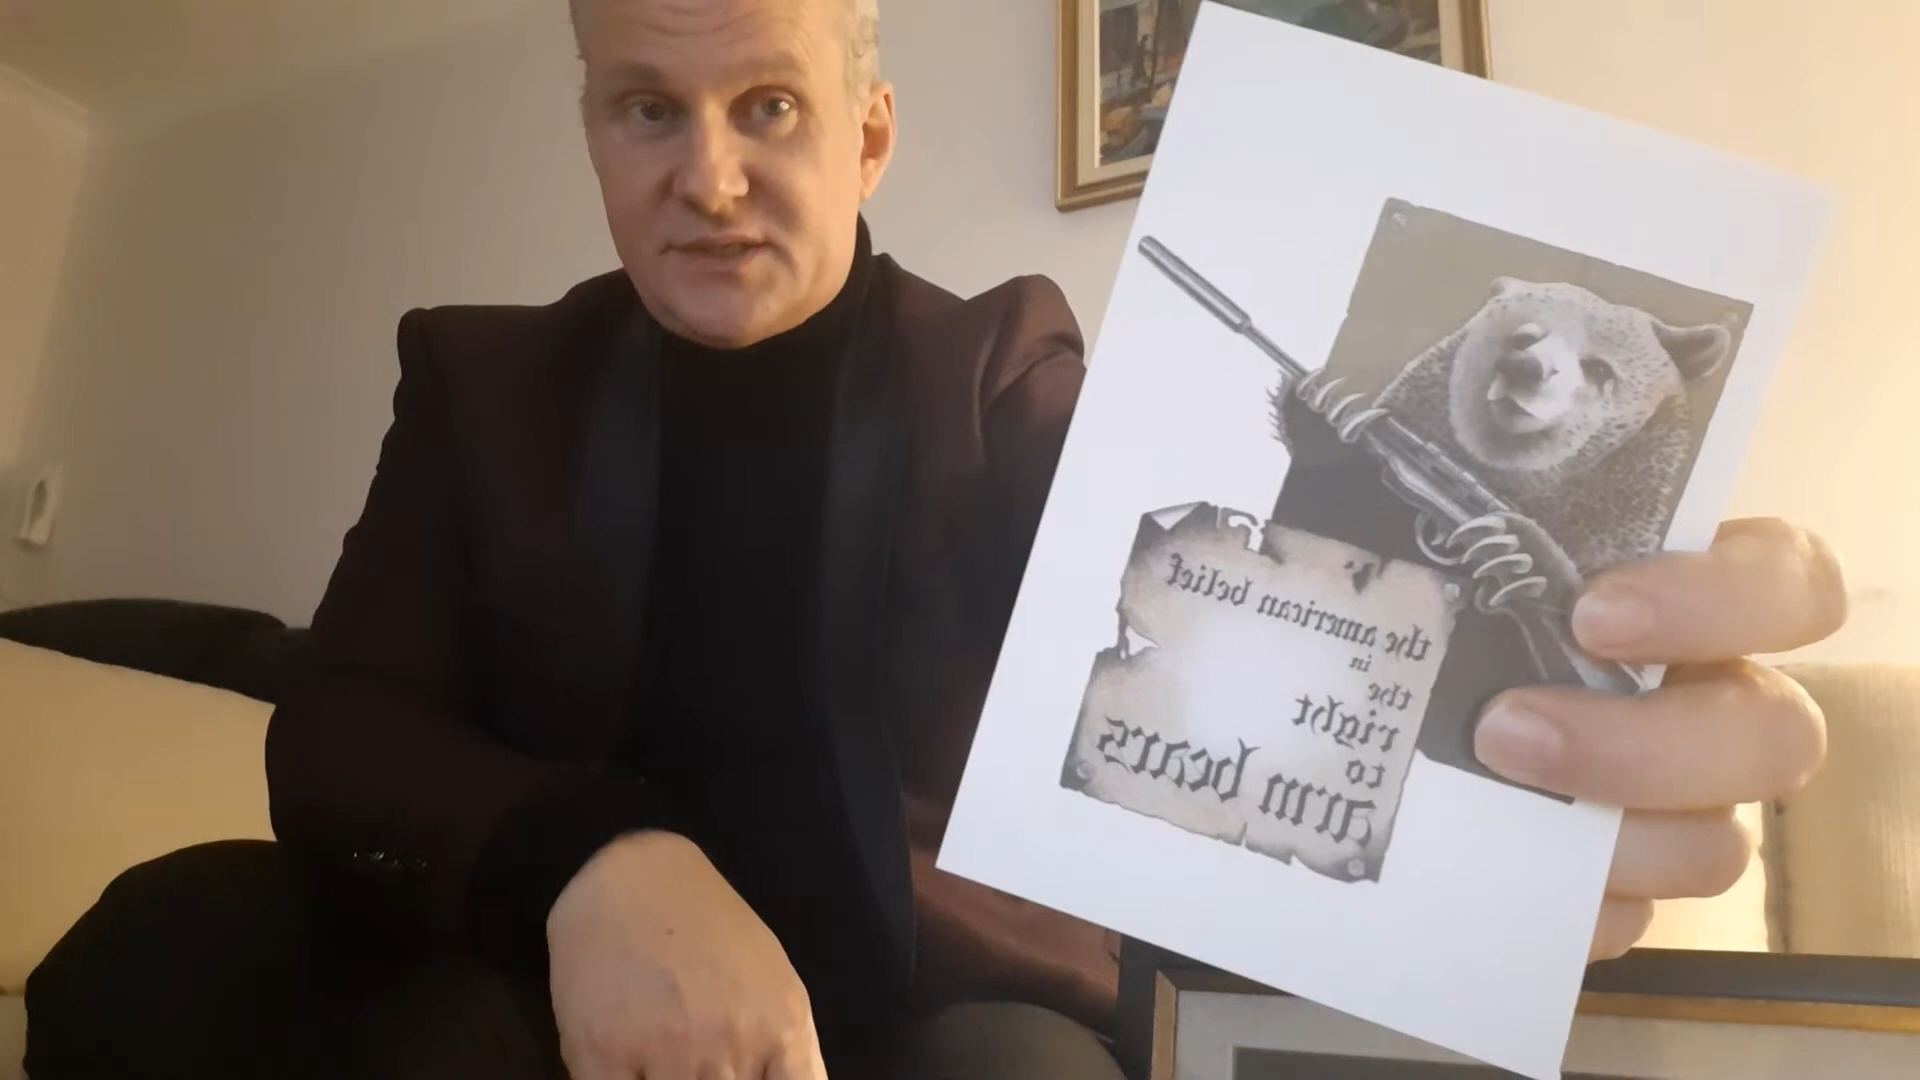 the american belief
in
the
right
to
arm bears